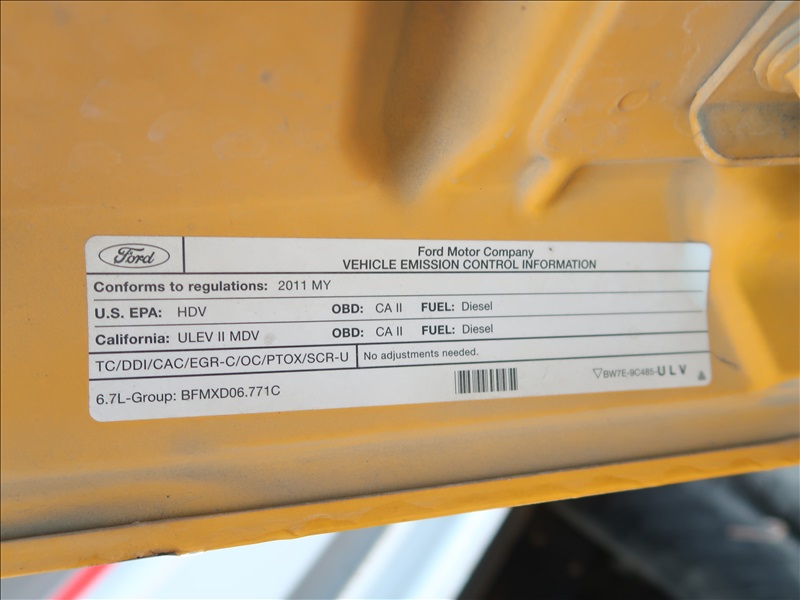 Ford
Ford Motor Company
VEHICLE EMISSION CONTROL INFORMATION
Conforms to regulations: 2011 MY
U.S. EPA: HDV OBD: CA II FUEL: Diesel
California: ULEV II MDV OBD: CA II FUEL: Diesel
TC/DDI/CAC/EGR-C/OC/PTOX/SCR-U No adjustments needed.
6.7L-Group: BFMXD06.771C BW7E-9C485-ULV